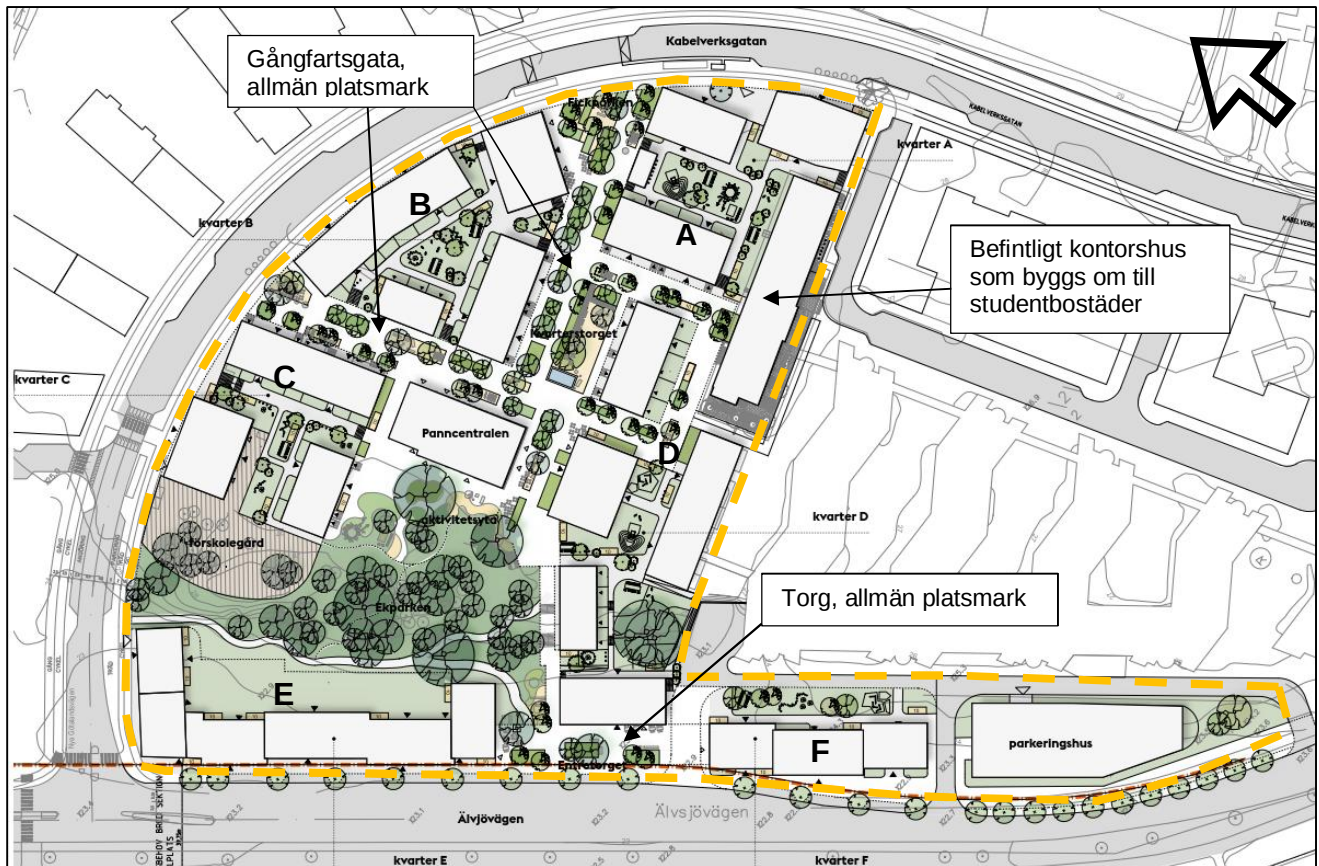 Kabelverksgatan
Gångfartsgata,
allmän platsmark
Fickparken
KABELVERKSGATAN
kvarter A
kvarter B
B
A
Befintligt kontorshus
som byggs om till
studentbostäder
Kvarterstorget
kvarter C
C
Panncentralen
D
aktivitetsyta
kvarter D
förskolegård
Ekparken
Torg, allmän platsmark
E
F
parkeringshus
Entrétorget
Älvsjövägen
Älvjövägen
kvarter E
kvarter F